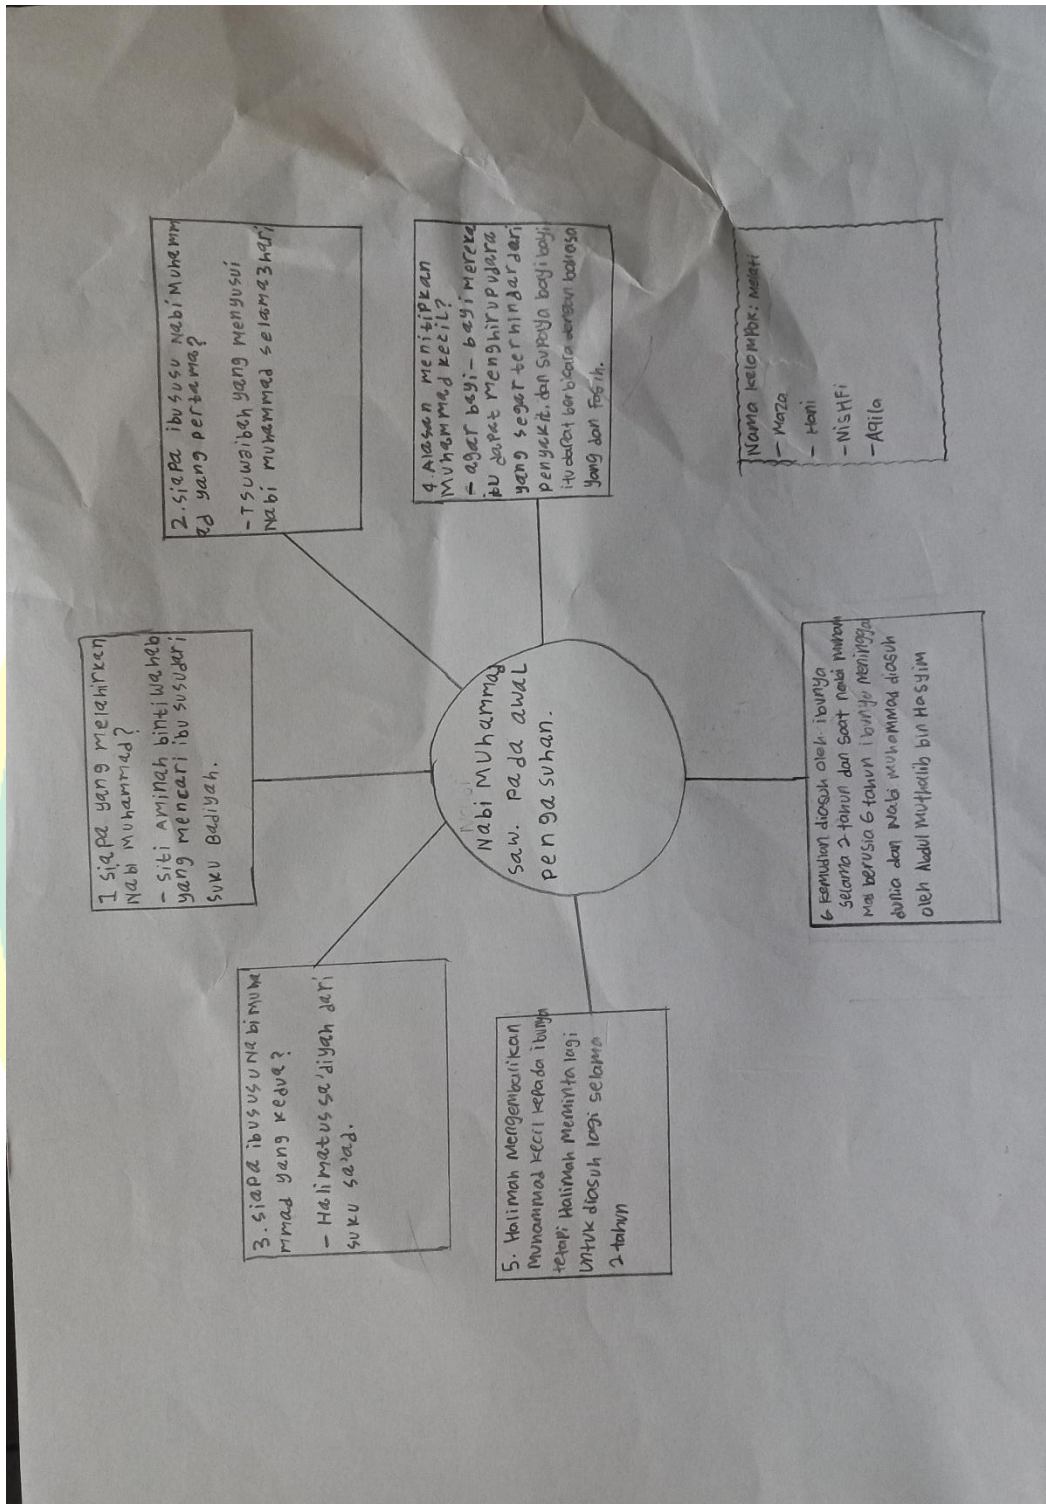 Nabi Muhammad
saw. pada awal
pengasuhan.
1 Siapa yang melahirkan
Nabi Muhammad?
- Siti Aminah binti Wahab
yang mencari ibu susu dari
suku Badiyah.
2. Siapa ibu susu Nabi Muhamm
ad yang pertama?
- Tsuwaibah yang menyusui
Nabi muhammad selama 3 hari
3. Siapa ibu susu Nabi muha
mmad yang kedua?
- Halimatus sa'diyah dari
suku sa'ad.
4 Alasan menitipkan
Muhammad kecil?
- agar bayi-bayi mereka
itu dapat menghirup udara
yang segar terhindar dari
penyakit. dan supaya bayi bayi
itu dapat berbicara dengan bahasa
yang dan fasih.
5. Halimah Mengembalikan
Muhammad kecil kepada ibunya
tetapi Halimah Meminta lagi
untuk diasuh lagi selama
2 tahun
6 Kemudian diasuh oleh ibunya
selama 2 tahun dan saat nabi muham
mad berusia 6 tahun ibunya meninggal
dunia dan Nabi muhammad diasuh
oleh Abdul Muthalib bin Hasyim
Nama kelompok: Melati
- Maza
- Hani
- NisHFi
- Aqila